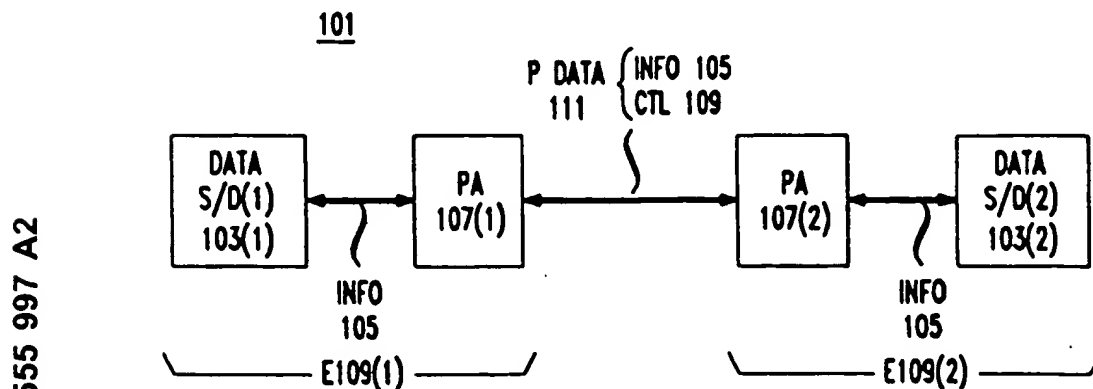 101
P DATA { INFO 105
111 CTL 109
DATA
S/D(1)
103(1)
PA
107(1)
PA
107(2)
DATA
S/D(2)
103(2)
INFO
105
INFO
105
E109(1)
E109(2)
555 997 A2